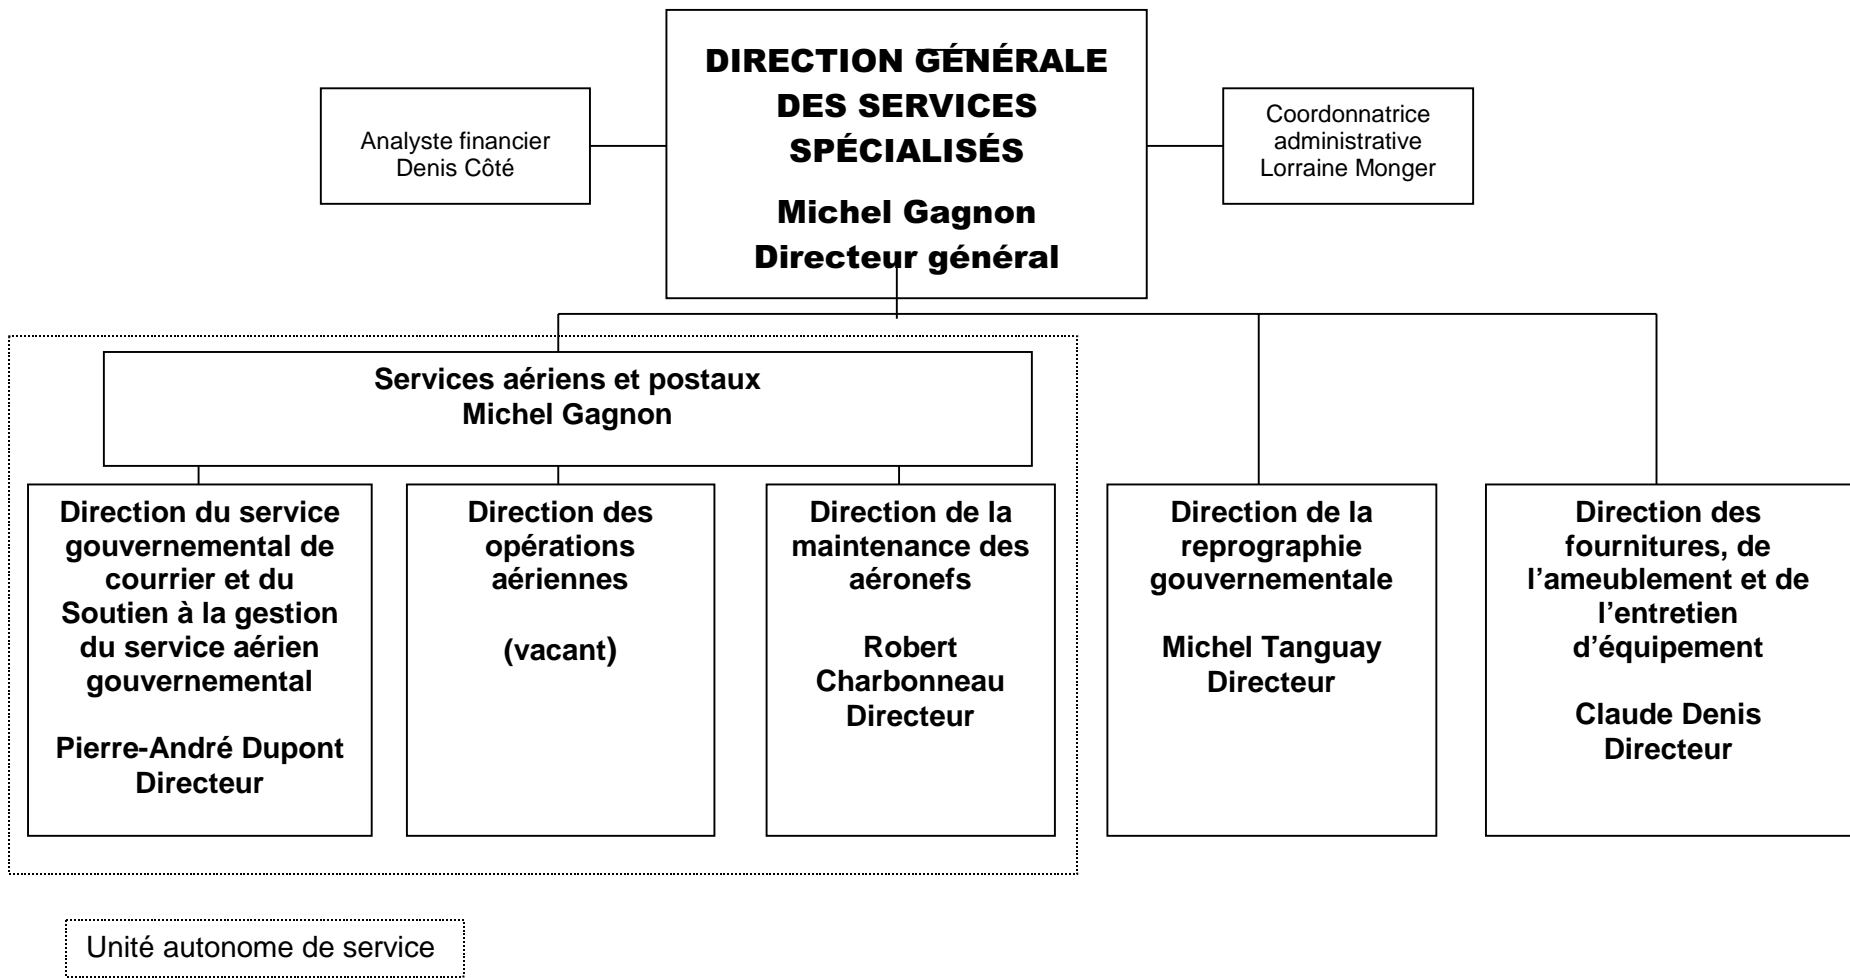 DIRECTION GÉNÉRALE
DES SERVICES
SPÉCIALISÉS
Michel Gagnon
Directeur général
Analyste financier
Denis Côté
Coordonnatrice
administrative
Lorraine Monger
Services aériens et postaux
Michel Gagnon
Direction du service
gouvernemental de
courrier et du
Soutien à la gestion
du service aérien
gouvernemental
Pierre-André Dupont
Directeur
Direction des
opérations
aériennes
(vacant)
Direction de la
maintenance des
aéronefs
Robert
Charbonneau
Directeur
Direction de la
reprographie
gouvernementale
Michel Tanguay
Directeur
Direction des
fournitures, de
l’ameublement et de
l’entretien
d’équipement
Claude Denis
Directeur
Unité autonome de service